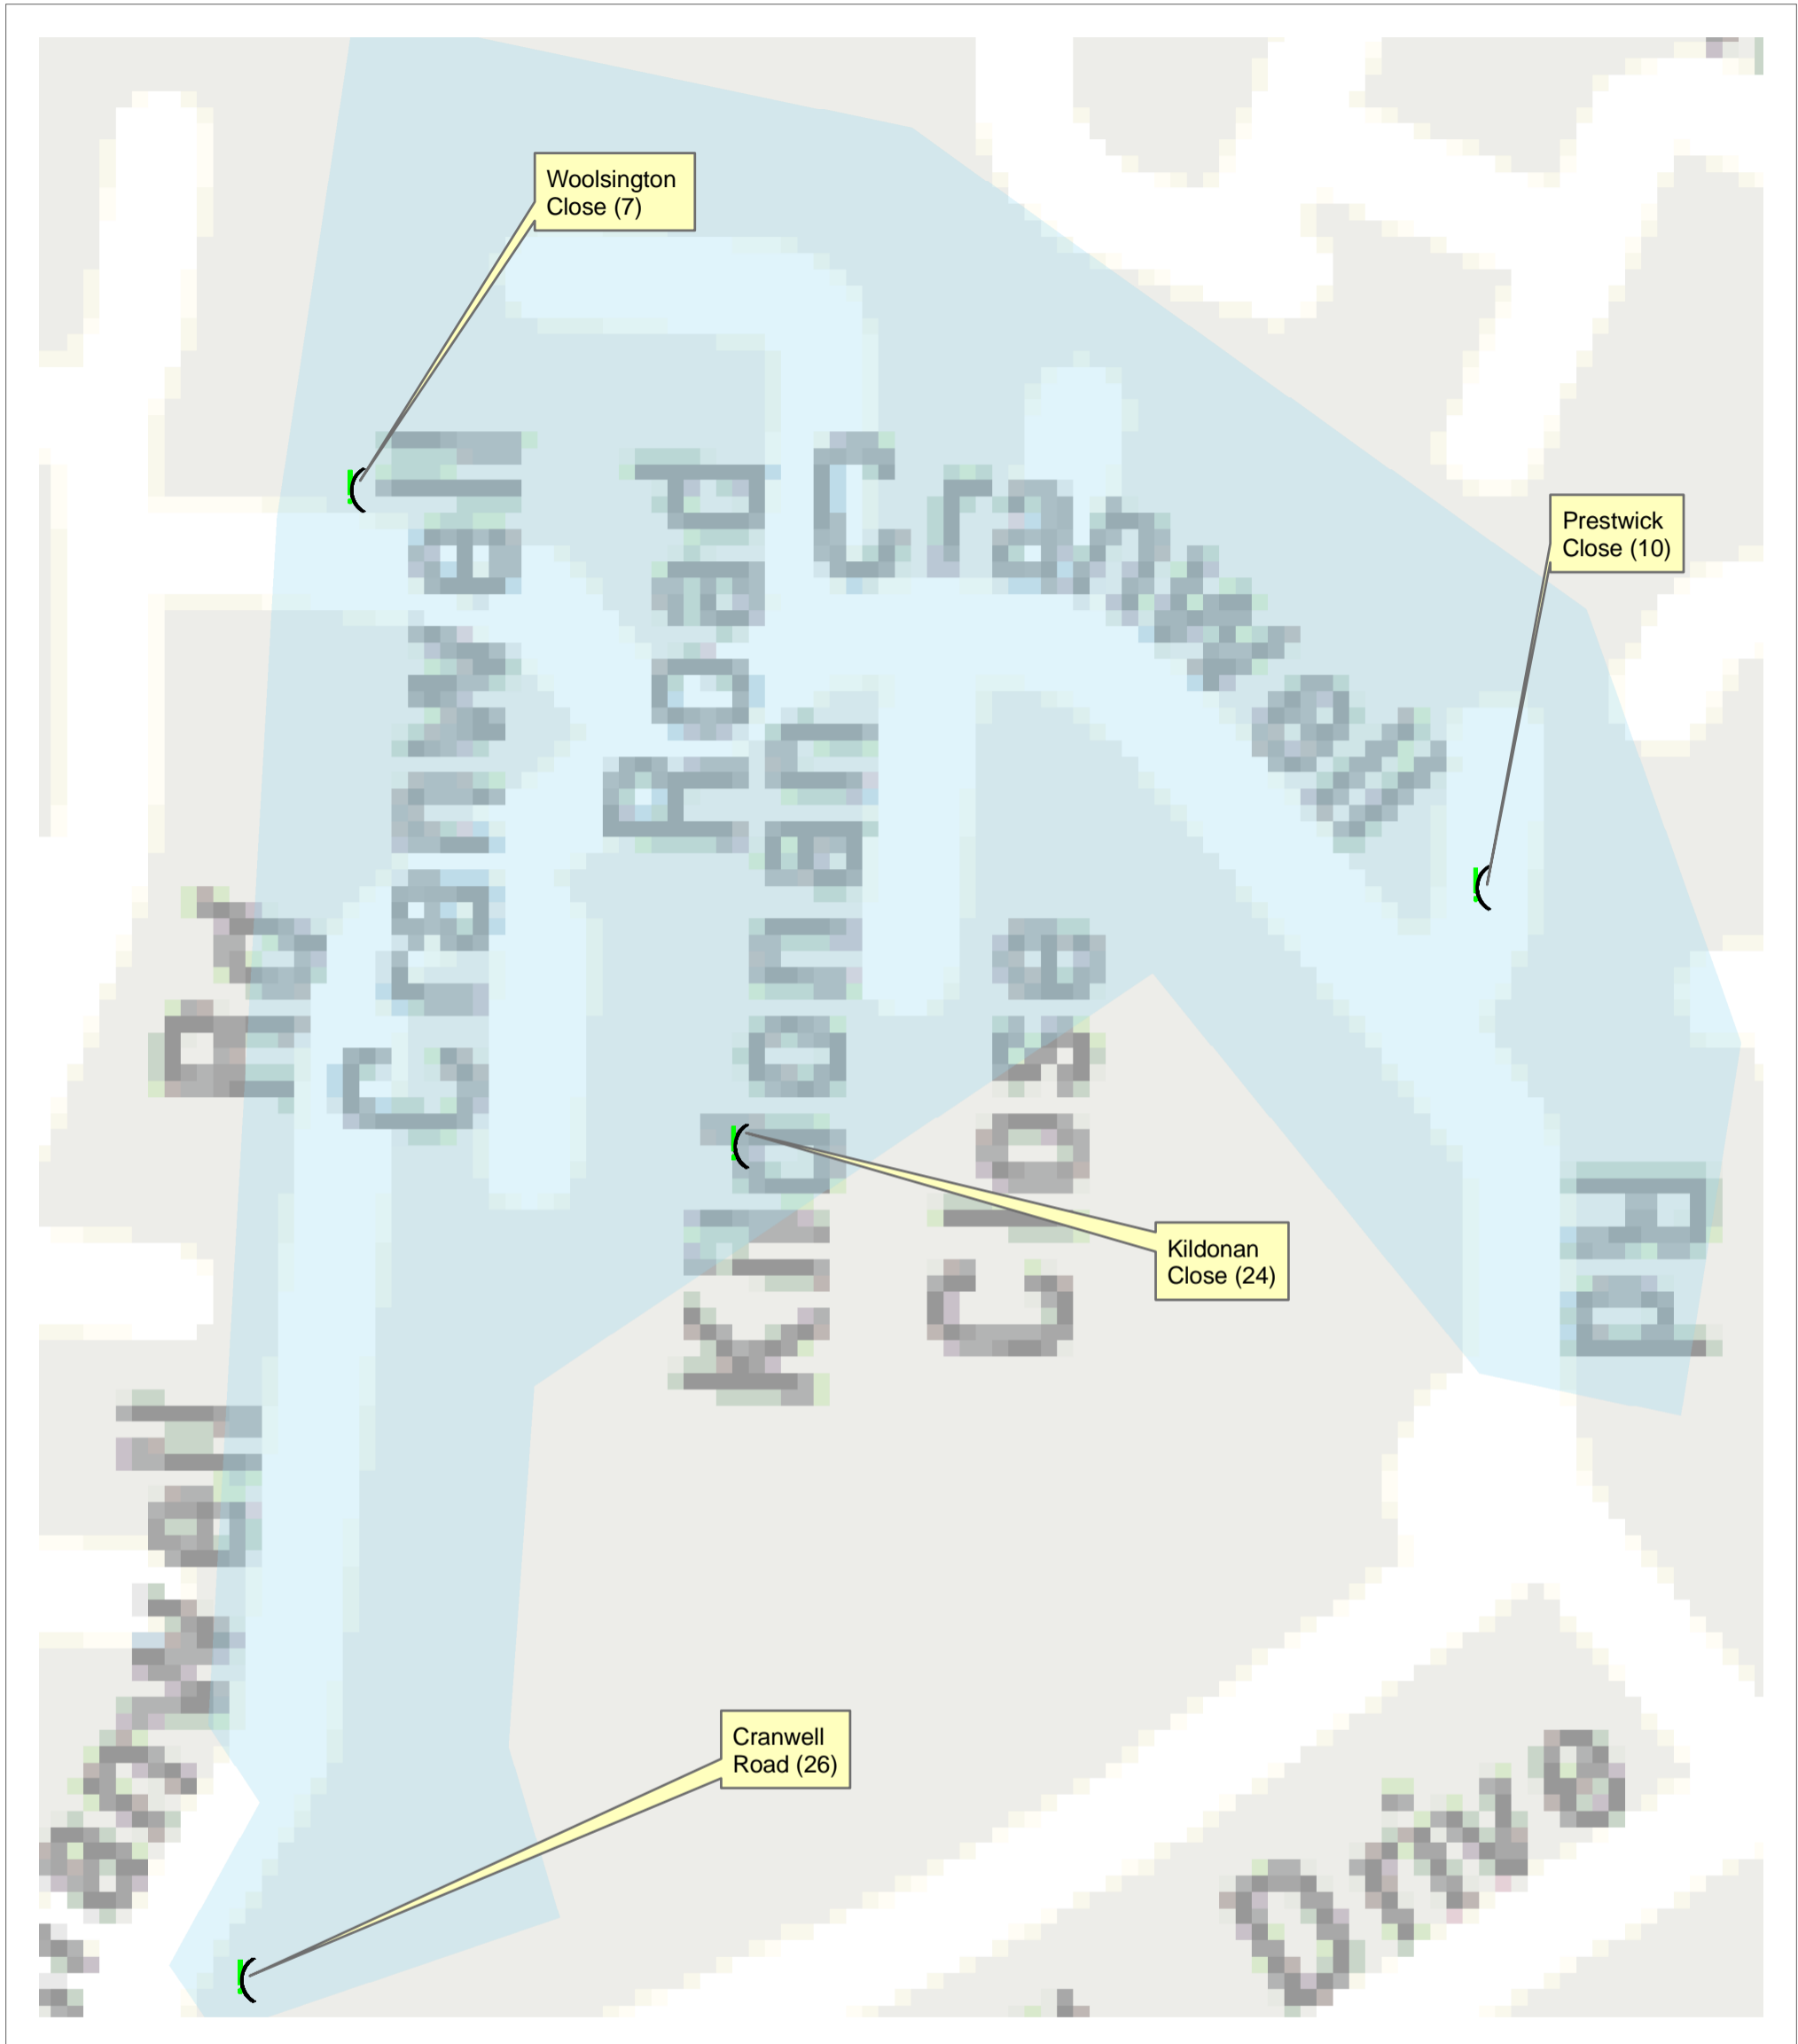 Woolsington
Close (7)
Prestwick
Close (10)
Cranwell
Road
Cranwell
Rd
Rd
Kildonan
Close
Kildonan
Close (24)
Cranwell
Road (26)
Drive